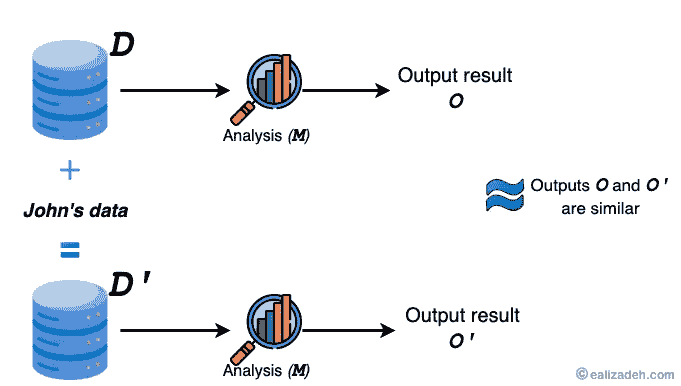 D
Output result
O
Analysis (M)
+
John's data
=
Outputs O and O'
are similar
D'
Output result
O'
Analysis (M)
© ealizadeh.com